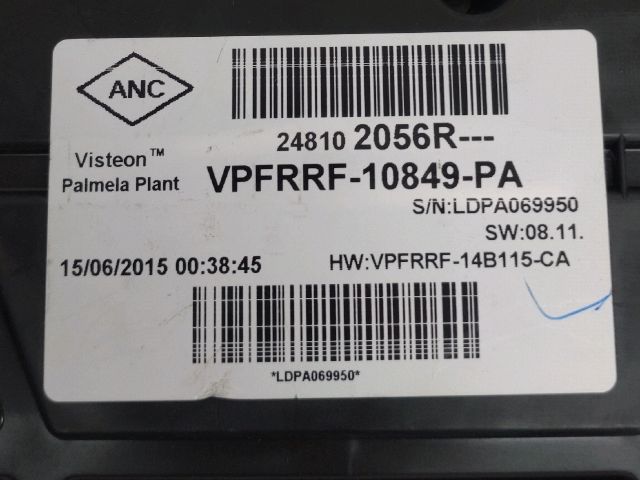 ANC
24810 2056R---
Visteon™
Palmela Plant
VPFRRF-10849-PA
S/N:LDPA069950
SW:08.11.
15/06/2015 00:38:45
HW:VPFRRF-14B115-CA
*LDPA069950*